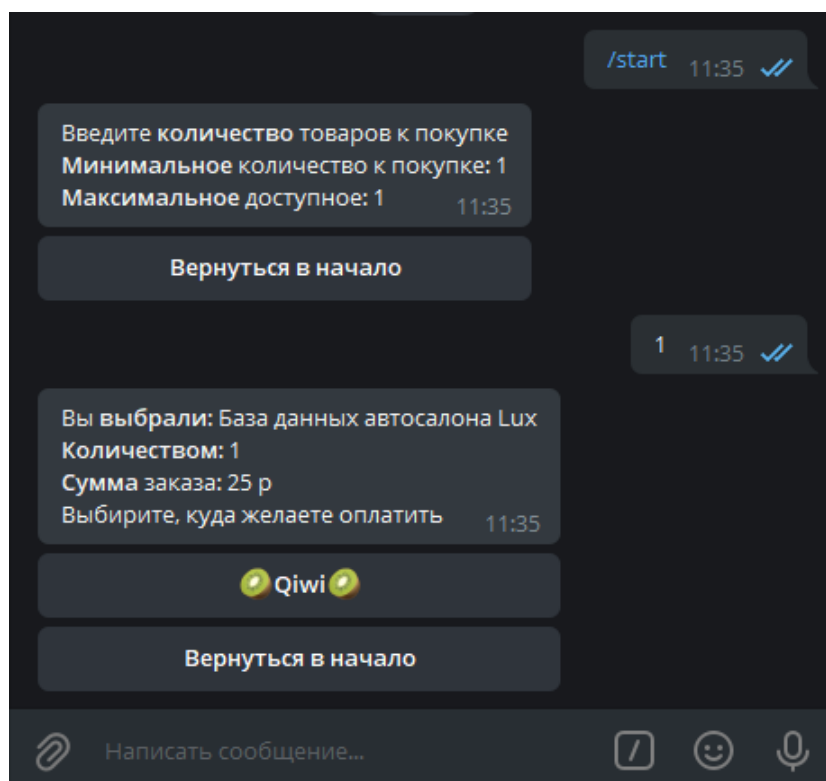 /start 11:35
Введите количество товаров к покупке
Минимальное количество к покупке: 1
Максимальное доступное: 1 11:35
Вернуться в начало
1 11:35
Вы выбрали: База данных автосалона Lux
Количеством: 1
Сумма заказа: 25 р
Выбирите, куда желаете оплатить 11:35
🥝Qiwi🥝
Вернуться в начало
Написать сообщение...